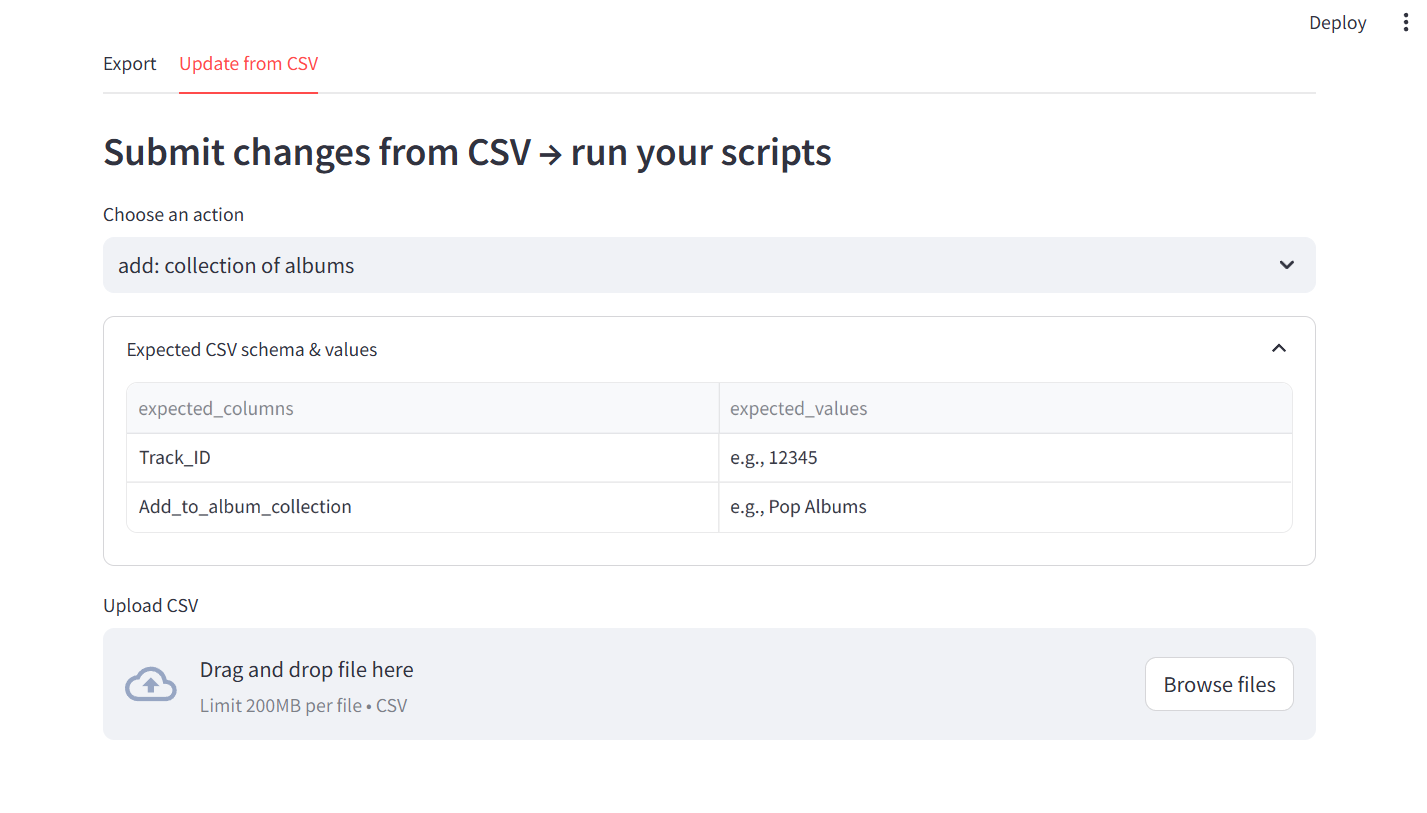 Deploy
Export Update from CSV
Submit changes from CSV → run your scripts
Choose an action
add: collection of albums
Expected CSV schema & values
expected_columns expected_values
Track_ID e.g., 12345
Add_to_album_collection e.g., Pop Albums
Upload CSV
Drag and drop file here
Limit 200MB per file • CSV
Browse files